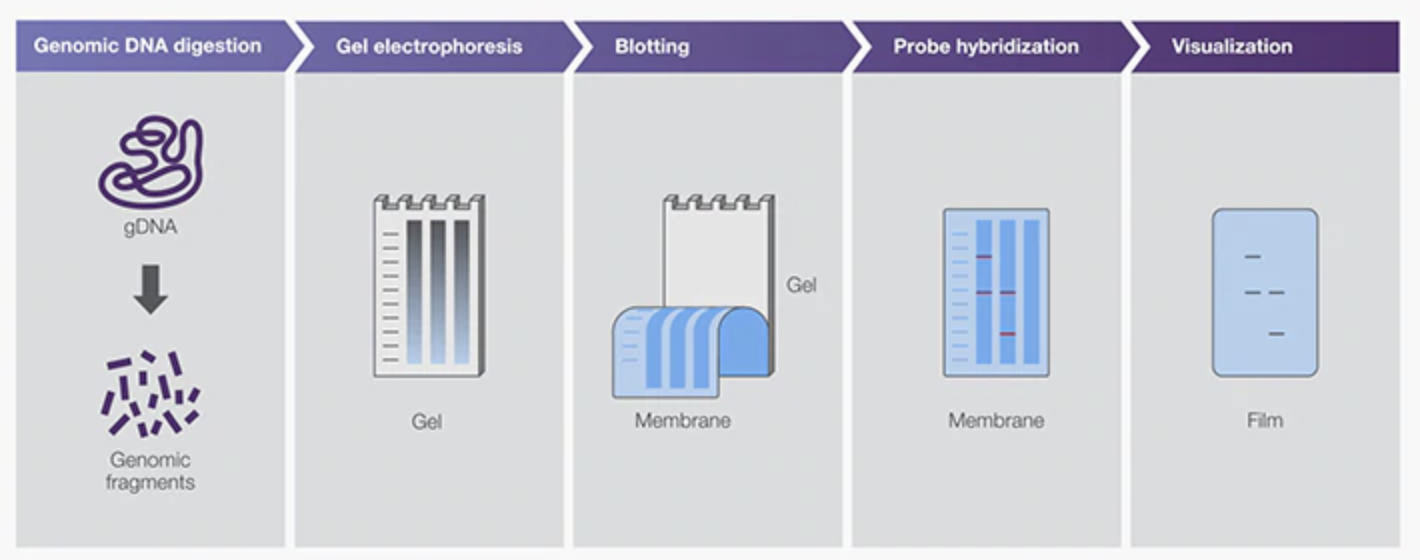 Genomic DNA digestion
Gel electrophoresis
Blotting
Probe hybridization
Visualization
gDNA
Genomic
fragments
Gel
Gel
Membrane
Membrane
Film